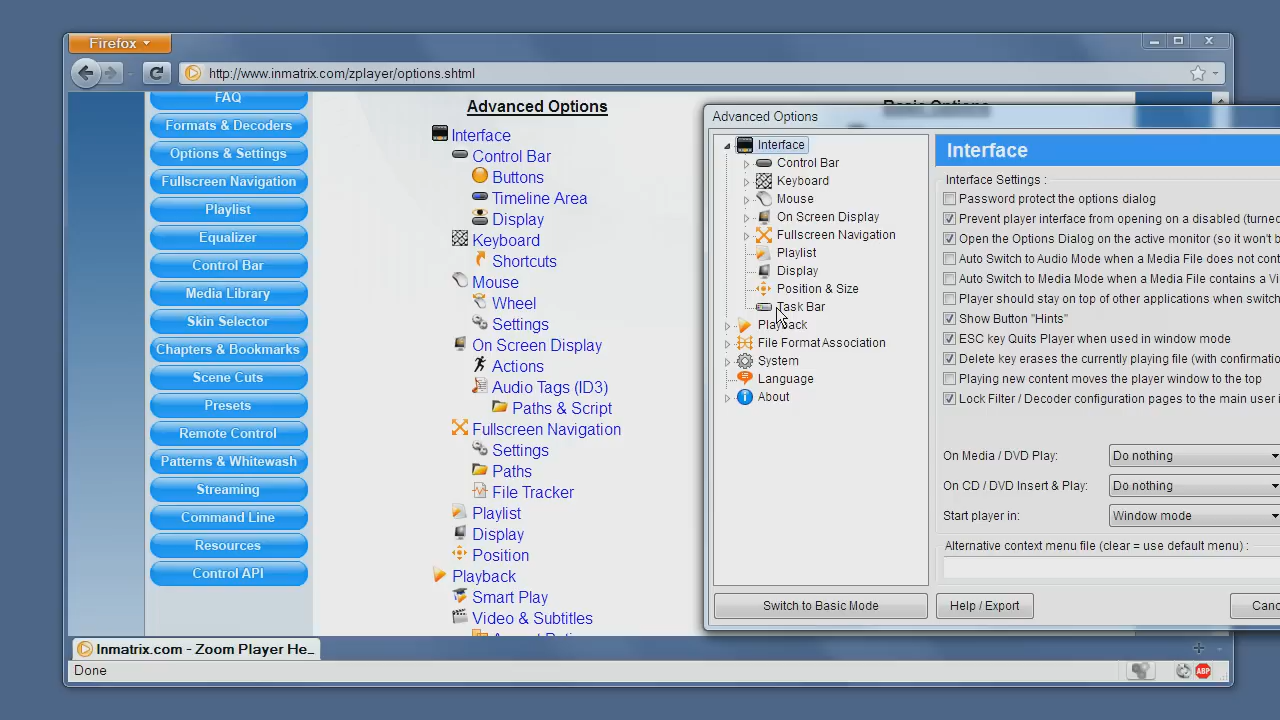 Firefox
http://www.inmatrix.com/zplayer/options.shtml
FAQ
Formats & Decoders
Options & Settings
Fullscreen Navigation
Playlist
Equalizer
Control Bar
Media Library
Skin Selector
Chapters & Bookmarks
Scene Cuts
Presets
Remote Control
Patterns & Whitewash
Streaming
Command Line
Resources
Control API
Advanced Options
Interface
Control Bar
Buttons
Timeline Area
Display
Keyboard
Shortcuts
Mouse
Wheel
Settings
On Screen Display
Actions
Audio Tags (ID3)
Paths & Script
Fullscreen Navigation
Settings
Paths
File Tracker
Playlist
Display
Position
Playback
Smart Play
Video & Subtitles
Basic Options
Advanced Options
Interface
Control Bar
Keyboard
Mouse
On Screen Display
Fullscreen Navigation
Playlist
Display
Position & Size
Task Bar
Playback
File Format Association
System
Language
About
Interface
Interface Settings :
Password protect the options dialog
Prevent player interface from opening on a disabled (turned
Open the Options Dialog on the active monitor (so it won't b
Auto Switch to Audio Mode when a Media File does not cont
Auto Switch to Media Mode when a Media File contains a Vi
Player should stay on top of other applications when switch
Show Button "Hints"
ESC key Quits Player when used in window mode
Delete key erases the currently playing file (with confirmatio
Playing new content moves the player window to the top
Lock Filter / Decoder configuration pages to the main user i
On Media / DVD Play: Do nothing
On CD / DVD Insert & Play: Do nothing
Start player in: Window mode
Alternative context menu file (clear = use default menu) :
Switch to Basic Mode
Help / Export
Canc
Inmatrix.com - Zoom Player He...
Done
ABP